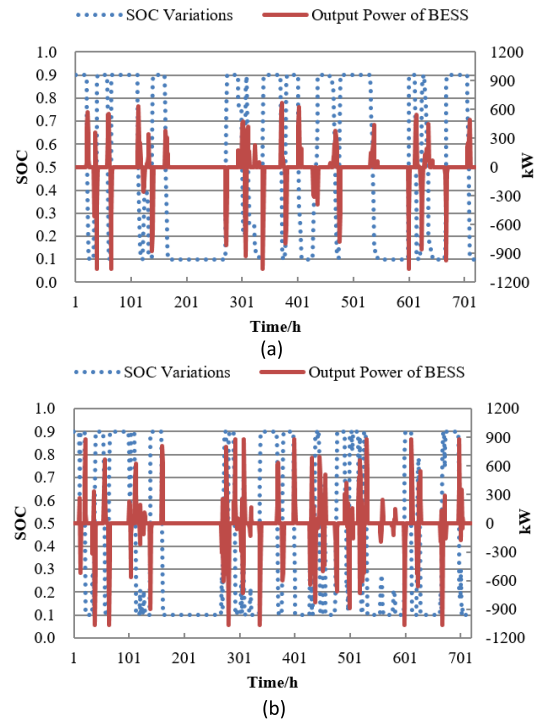 SOC Variations Output Power of BESS
1.0 1200
0.9 900
0.8
0.7 600
0.6 300
0.5 0
0.4 -300
0.3 -600
0.2
0.1 -900
0.0 -1200
SOC
kW
1 101 201 301 401 501 601 701
Time/h
(a)
SOC Variations Output Power of BESS
1.0 1200
0.9 900
0.8
0.7 600
0.6 300
0.5 0
0.4 -300
0.3 -600
0.2
0.1 -900
0.0 -1200
SOC
kW
1 101 201 301 401 501 601 701
Time/h
(b)